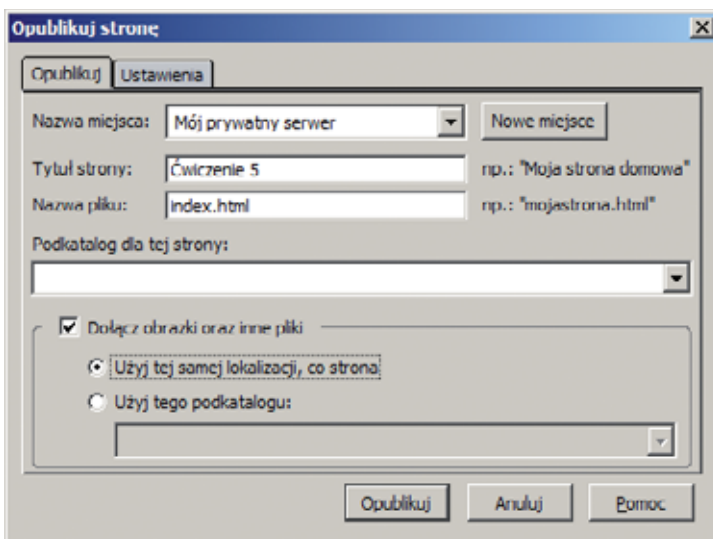 Opublikuj stronę
Opublikuj Ustawienia
Nazwa miejsca: Mój prywatny serwer Nowe miejsce
Tytuł strony: Ćwiczenie 5 np.: "Moja strona domowa"
Nazwa pliku: index.html np.: "mojastrona.html"
Podkatalog dla tej strony:
Dołącz obrazki oraz inne pliki
Użyj tej samej lokalizacji, co strona
Użyj tego podkatalogu:
Opublikuj Anuluj Pomoc